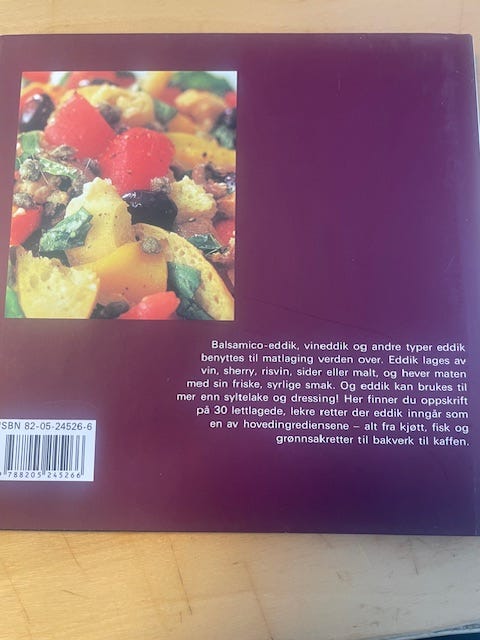 Balsamico-eddik, vineddik og andre typer eddik
benyttes til matlaging verden over. Eddik lages av
vin, sherry, risvin, sider eller malt, og hever maten
med sin friske, syrlige smak. Og eddik kan brukes til
mer enn syltelake og dressing! Her finner du oppskrift
på 30 lettlagede, lekre retter der eddik inngår som
en av hovedingrediensene – alt fra kjøtt, fisk og
grønnsakretter til bakverk til kaffen.
ISBN 82-05-24526-6
9 788205 245266